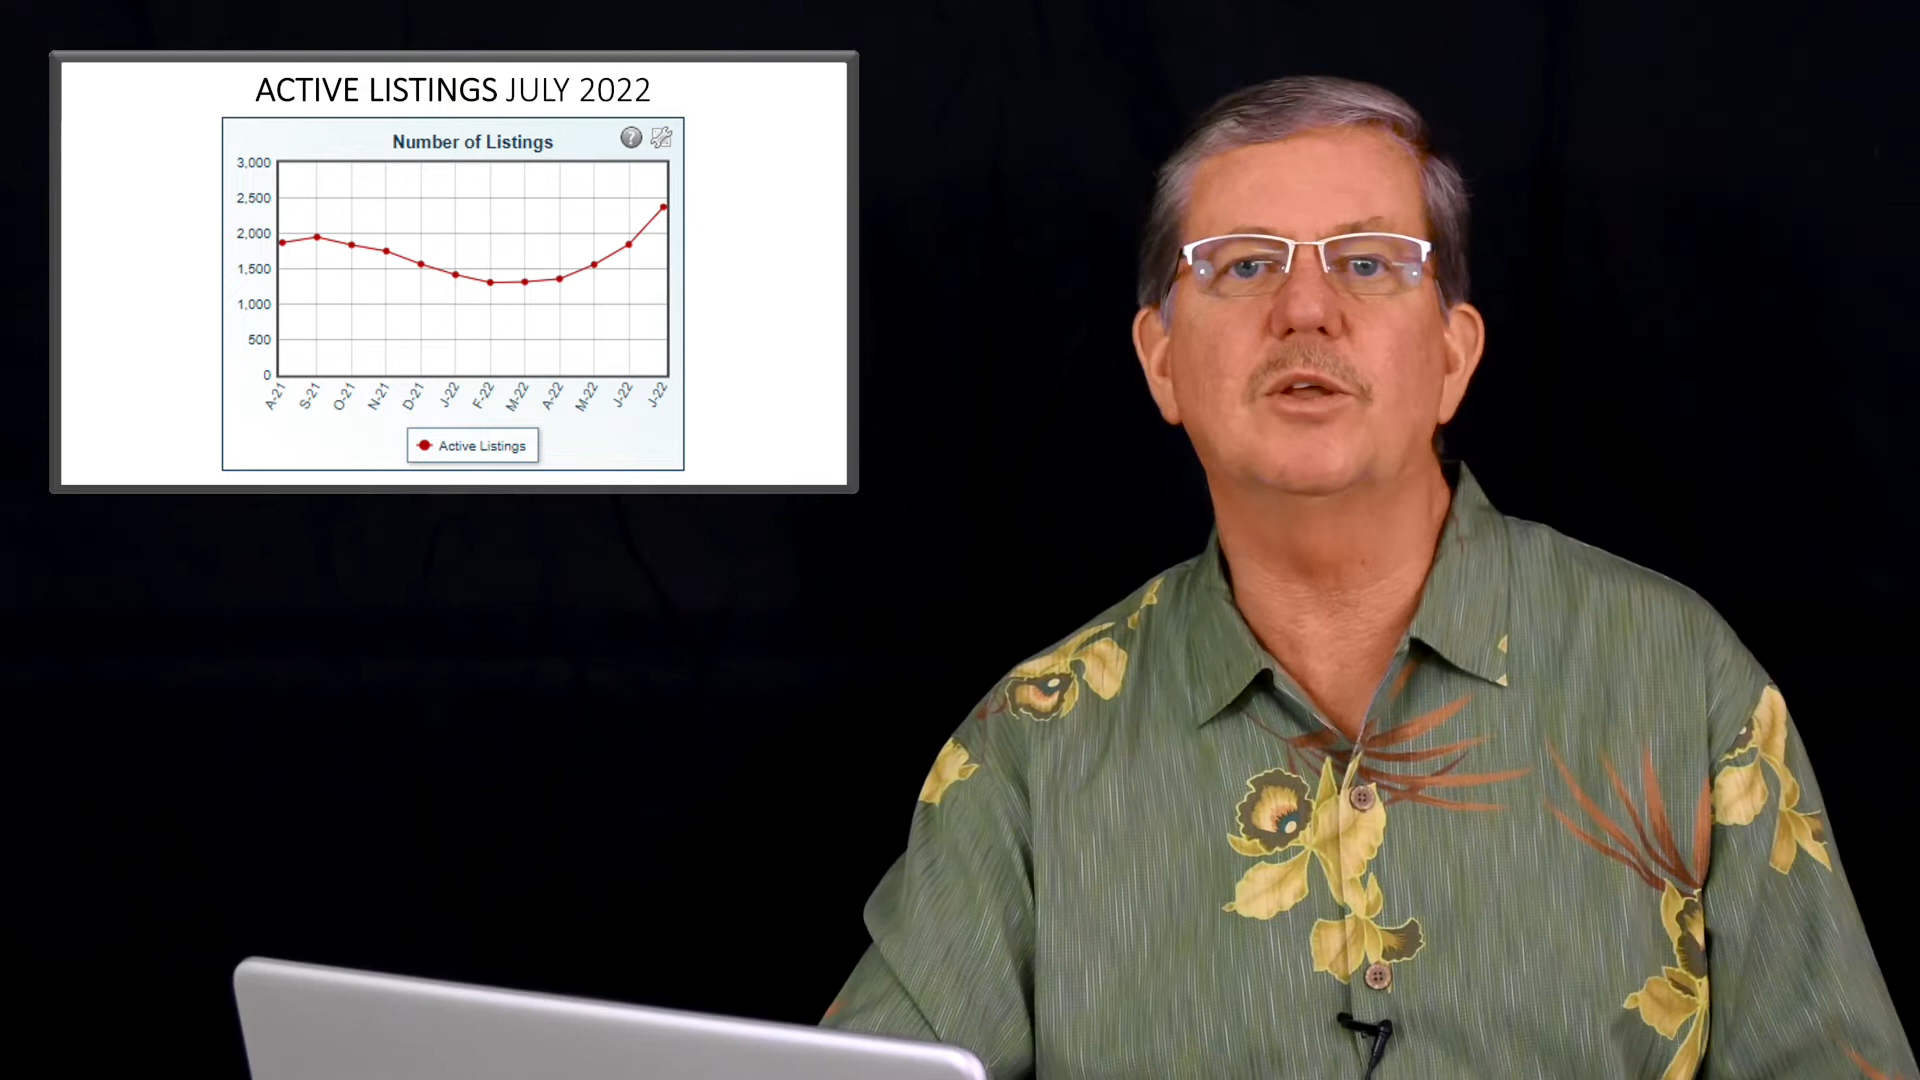 ACTIVE LISTINGS JULY 2022
Number of Listings
?
3,000
2,500
2,000
1,500
1,000
500
0
A-21
S-21
O-21
N-21
D-21
J-22
F-22
M-22
A-22
M-22
J-22
J-22
Active Listings